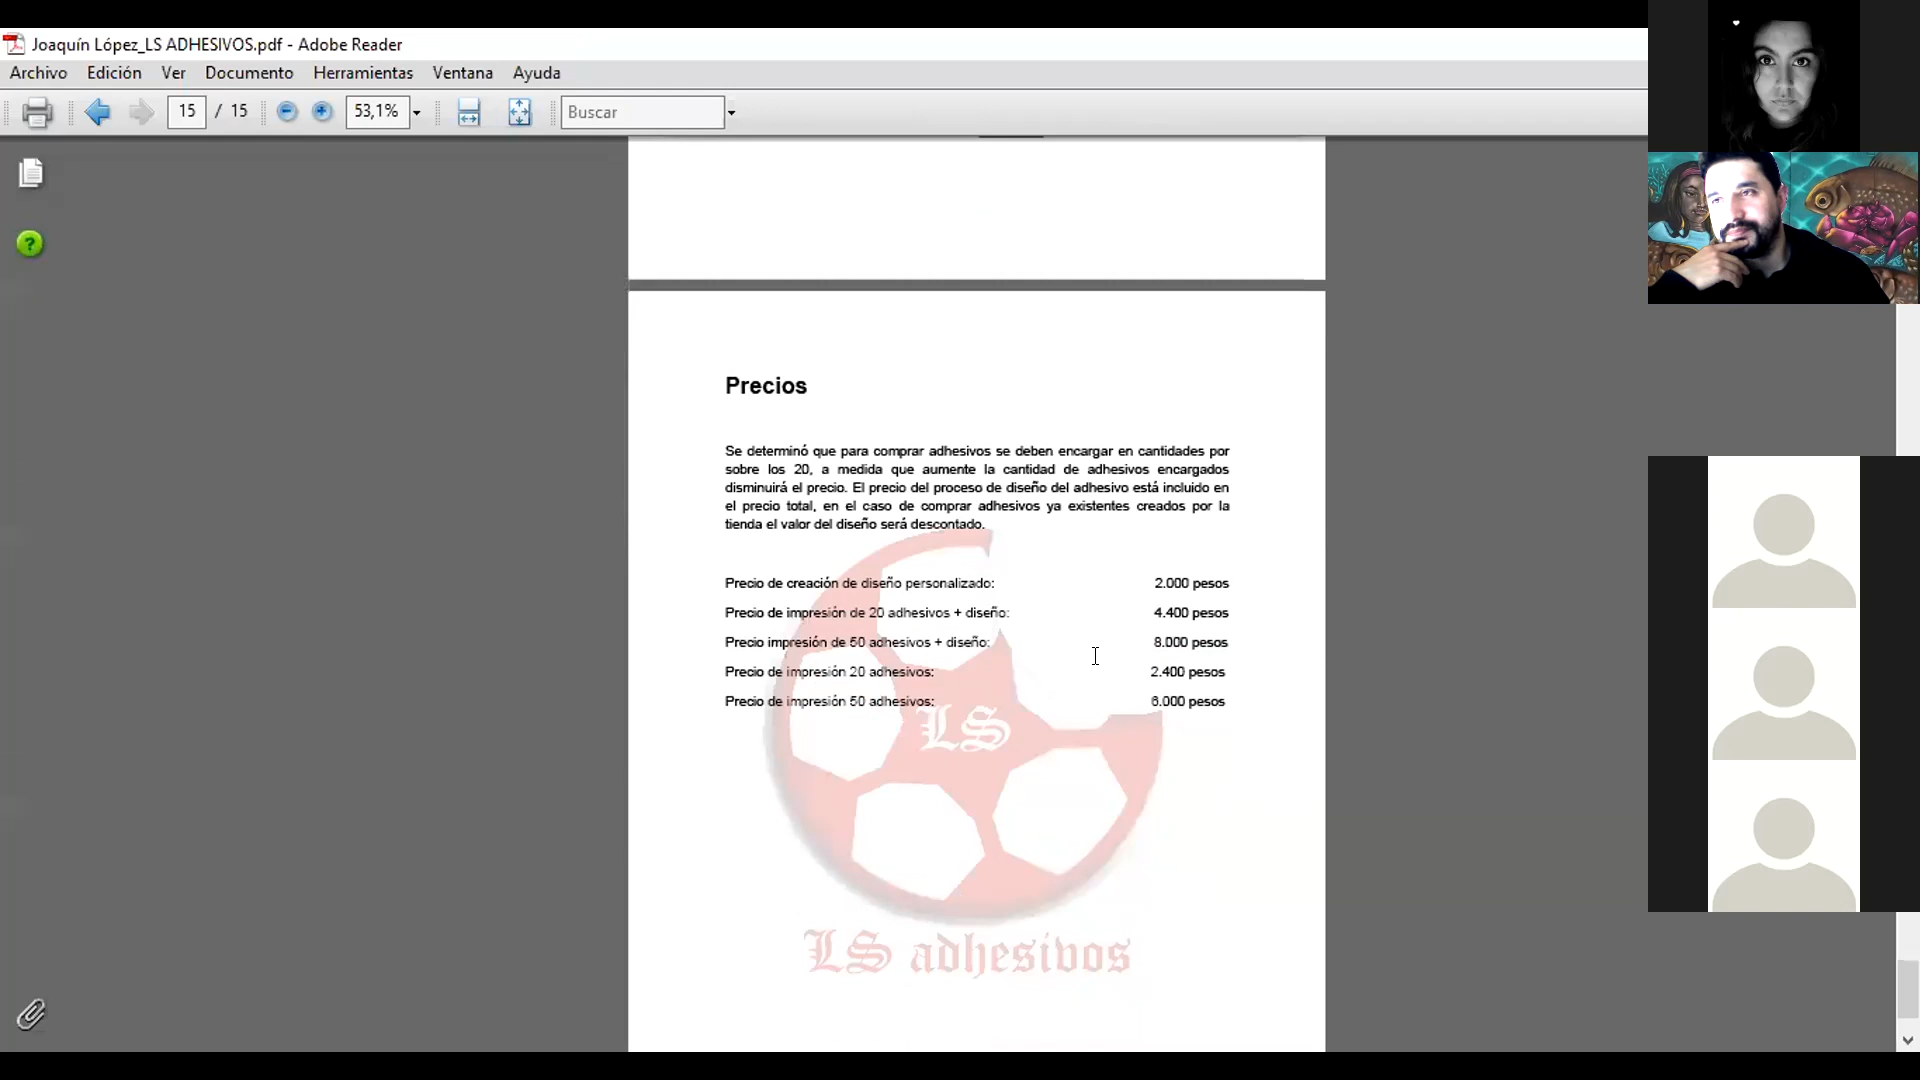 Joaquín López_LS ADHESIVOS.pdf - Adobe Reader
Archivo Edición Ver Documento Herramientas Ventana Ayuda
15 / 15 53,1% Buscar
Precios
Se determinó que para comprar adhesivos se deben encargar en cantidades por
sobre los 20, a medida que aumente la cantidad de adhesivos encargados
disminuirá el precio. El precio del proceso de diseño del adhesivo está incluido en
el precio total, en el caso de comprar adhesivos ya existentes creados por la
tienda el valor del diseño será descontado.
Precio de creación de diseño personalizado: 2.000 pesos
Precio de impresión de 20 adhesivos + diseño: 4.400 pesos
Precio impresión de 50 adhesivos + diseño: 8.000 pesos
Precio de impresión 20 adhesivos: 2.400 pesos
Precio de impresión 50 adhesivos: 6.000 pesos
LS
LS adhesivos